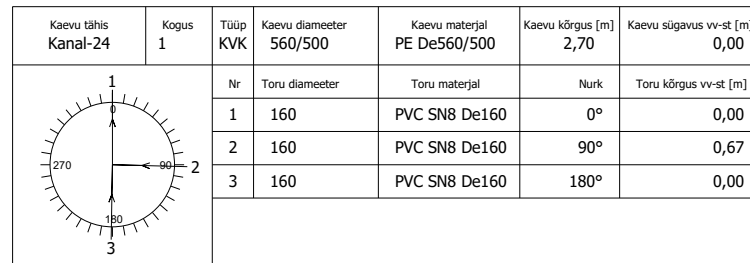 Kaevu tähis Kogus Tüüp Kaevu diameeter Kaevu materjal Kaevu kõrgus [m] Kaevu sügavus vv-st [m]
Kanal-24 1 KVK 560/500 PE De560/500 2,70 0,00
Nr Toru diameeter Toru materjal Nurk Toru kõrgus vv-st [m]
1 160 PVC SN8 De160 0° 0,00
2 160 PVC SN8 De160 90° 0,67
3 160 PVC SN8 De160 180° 0,00
1
0
270 90 2
180
3